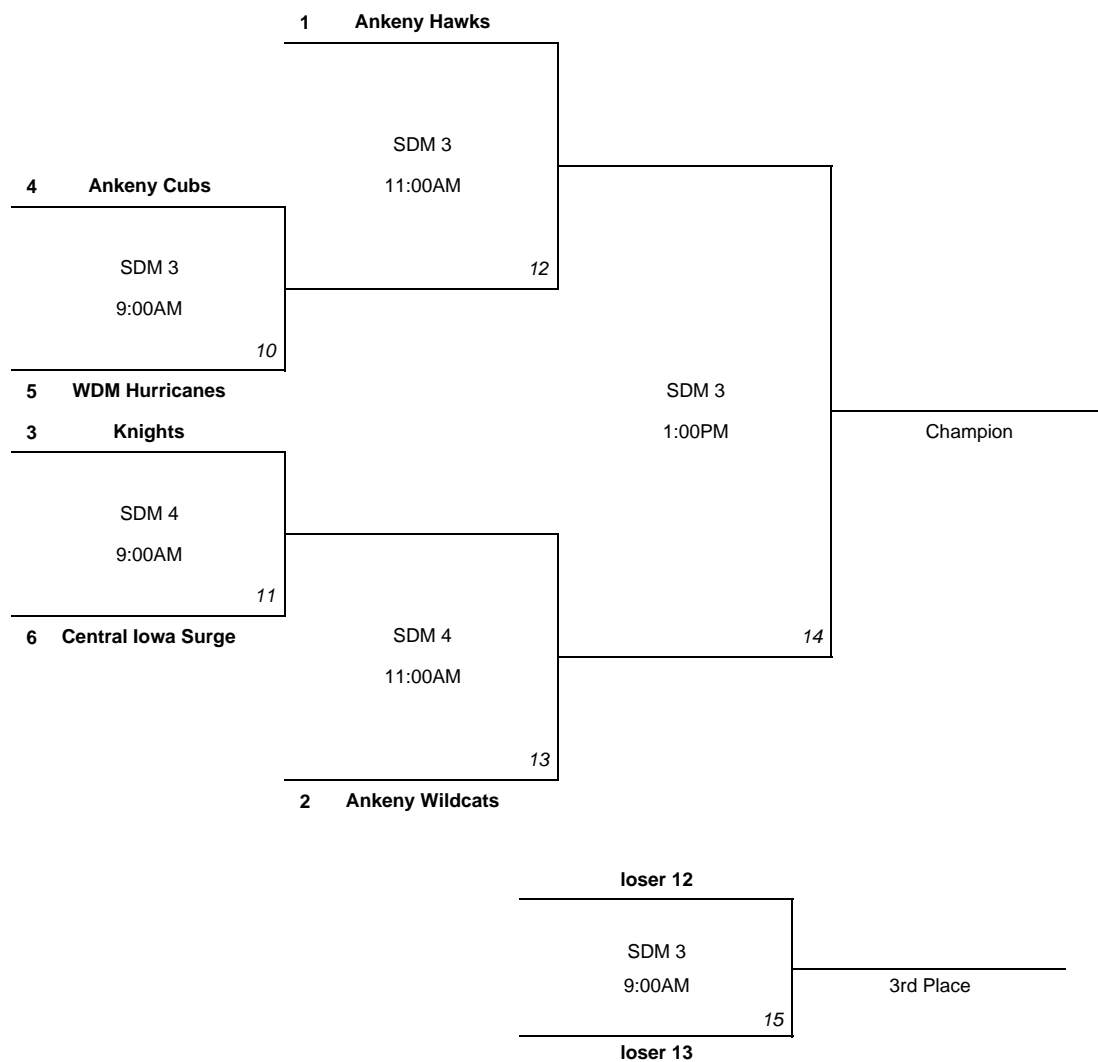 1 Ankeny Hawks
SDM 3
11:00AM
4 Ankeny Cubs
SDM 3
9:00AM
12
10
5 WDM Hurricanes
SDM 3
3 Knights
1:00PM
Champion
SDM 4
9:00AM
11
6 Central Iowa Surge
SDM 4
14
11:00AM
13
2 Ankeny Wildcats
loser 12
SDM 3
9:00AM
3rd Place
15
loser 13